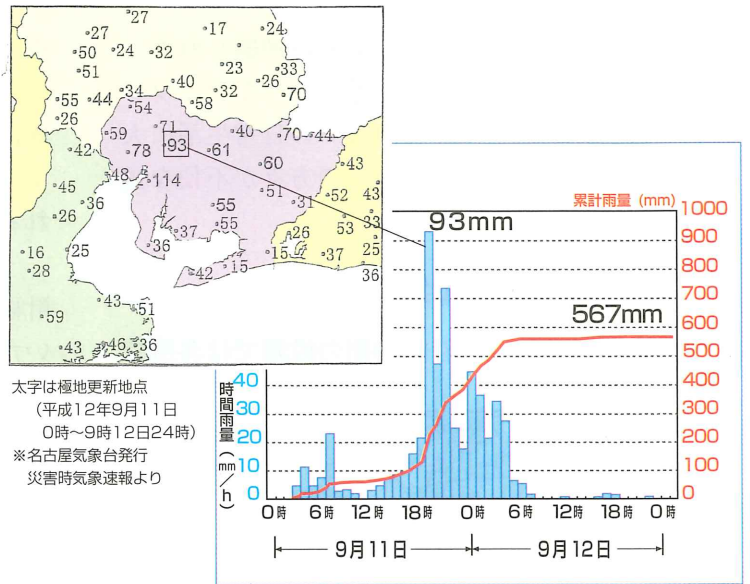 27
27 17 24
50 24 32
51 23 33
34 40 32 26 70
55 44 54 58
26
59 71 40 70 44
42 78 93 61 60 43
48 114
45 36 51 52 43
26 55 31 53 33
37 55 26
16 25 36 15 37 25
28 42 15 36
43 51
59
43 46 36
太字は極地更新地点
(平成12年9月11日
0時〜9時12日24時)
※名古屋気象台発行
災害時気象速報より
累計雨量 (mm)
93mm
567mm
1000
900
800
700
600
500
400
300
200
100
0
時間雨量(mm/h)
40
30
20
10
0
0時 6時 12時 18時 0時 6時 12時 18時 0時
9月11日 9月12日